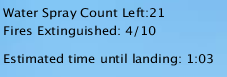 Water Spray Count Left:21
Fires Extinguished: 4/10
Estimated time until landing: 1:03